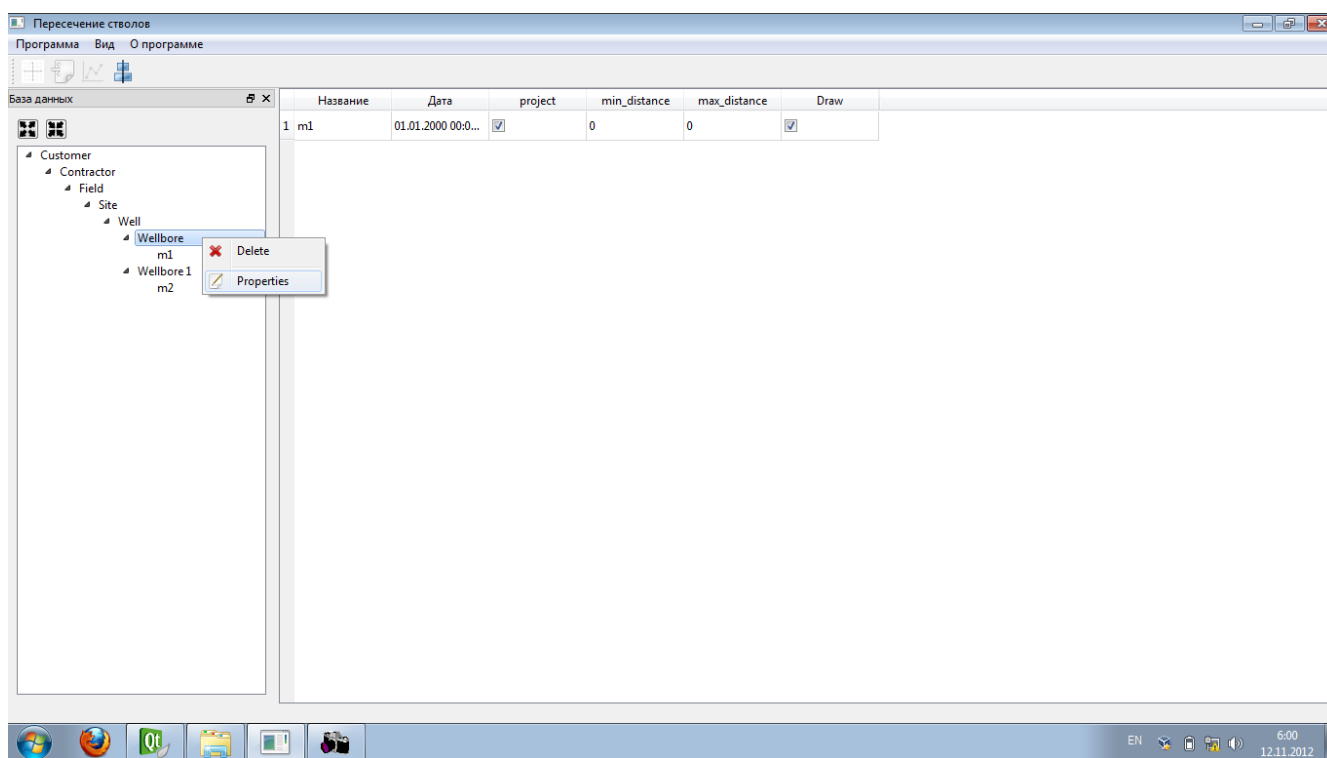 Пересечение стволов
Программа Вид О программе
База данных
Название Дата project min_distance max_distance Draw
1 m1 01.01.2000 00:0... 0 0
Customer
Contractor
Field
Site
Well
Wellbore
m1
Wellbore 1
m2
Delete
Properties
Qt
EN
6:00
12.11.2012